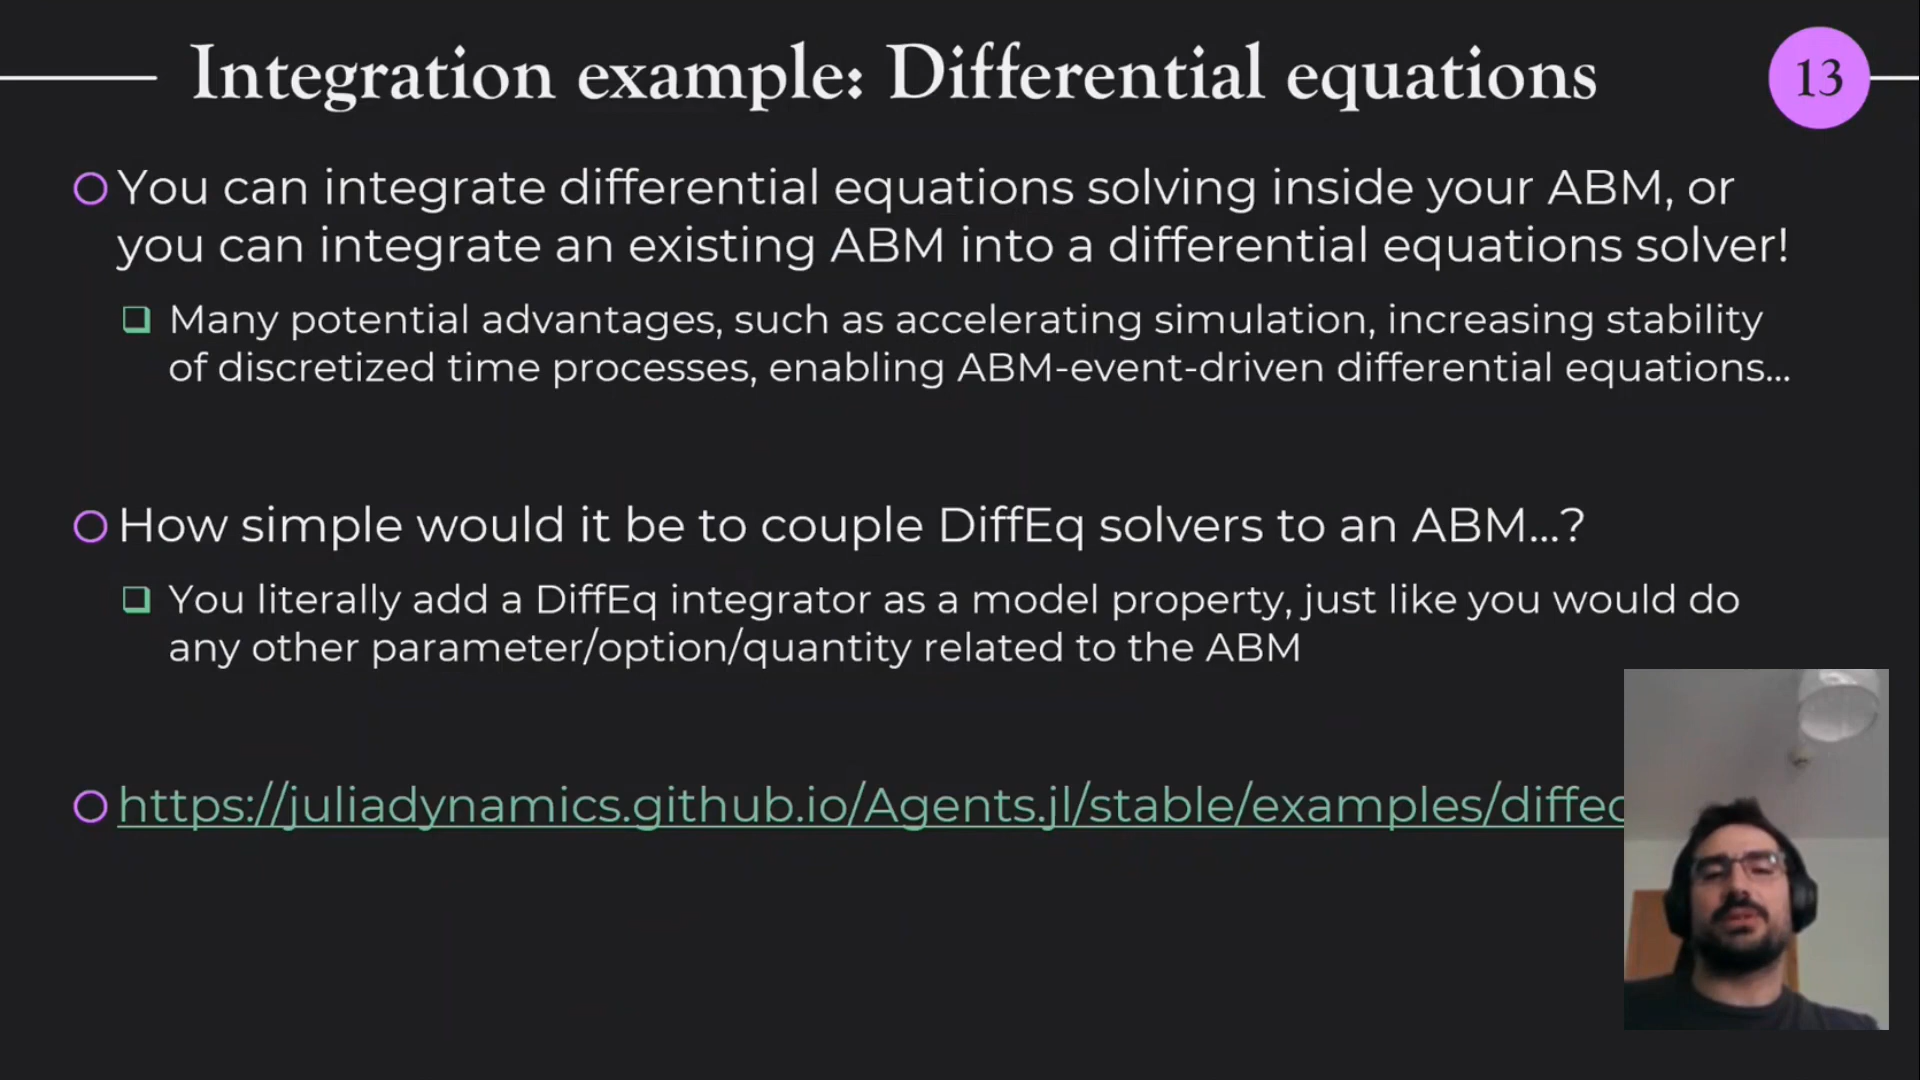 Integration example: Differential equations
13
You can integrate differential equations solving inside your ABM, or
you can integrate an existing ABM into a differential equations solver!
Many potential advantages, such as accelerating simulation, increasing stability
of discretized time processes, enabling ABM-event-driven differential equations...
How simple would it be to couple DiffEq solvers to an ABM...?
You literally add a DiffEq integrator as a model property, just like you would do
any other parameter/option/quantity related to the ABM
https://juliadynamics.github.io/Agents.jl/stable/examples/diffeq